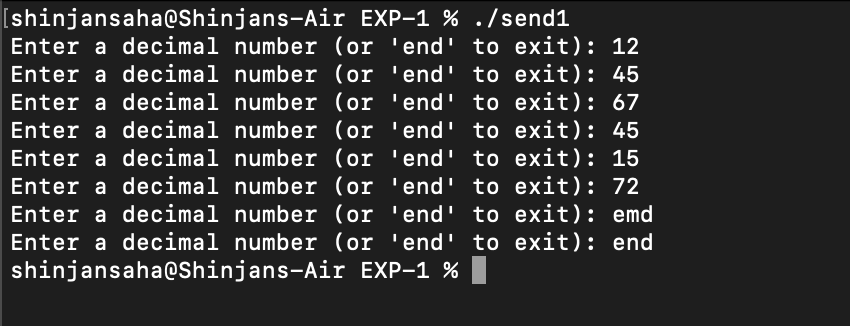 [shinjansaha@Shinjans-Air EXP-1 % ./send1
Enter a decimal number (or 'end' to exit): 12
Enter a decimal number (or 'end' to exit): 45
Enter a decimal number (or 'end' to exit): 67
Enter a decimal number (or 'end' to exit): 45
Enter a decimal number (or 'end' to exit): 15
Enter a decimal number (or 'end' to exit): 72
Enter a decimal number (or 'end' to exit): emd
Enter a decimal number (or 'end' to exit): end
shinjansaha@Shinjans-Air EXP-1 %